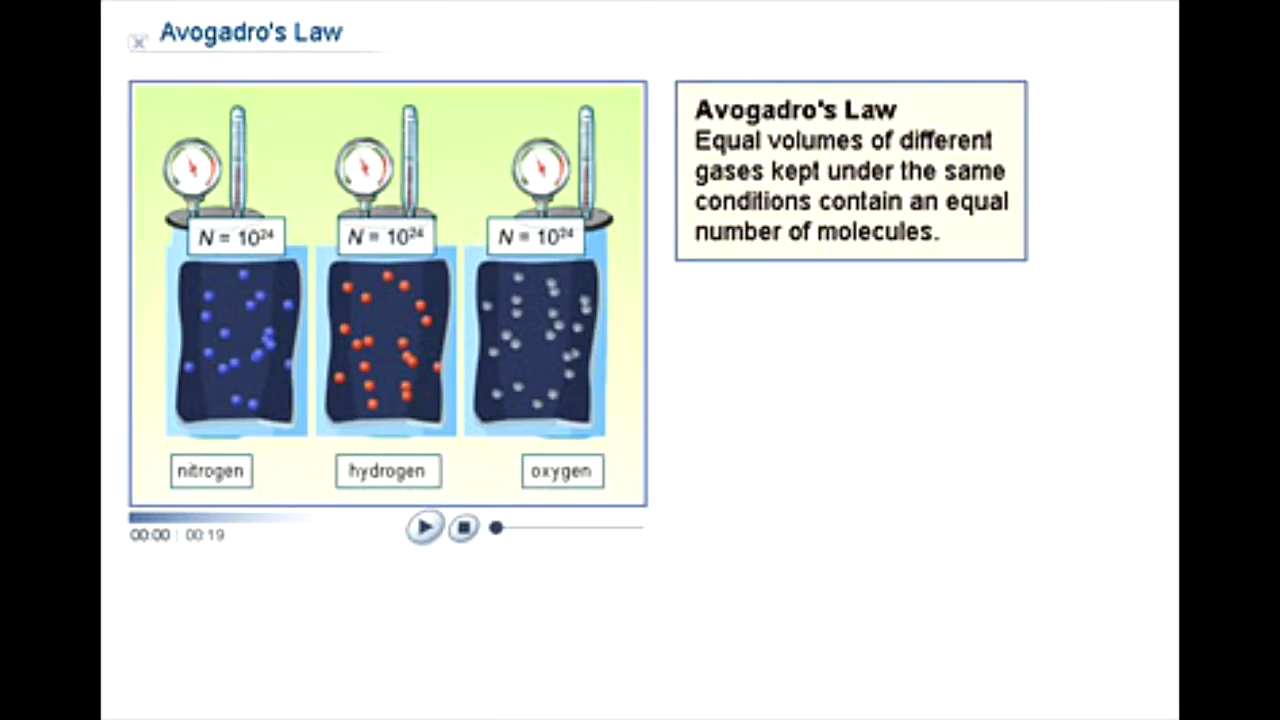 Avogadro's Law
N = 10²⁴
N = 10²⁴
N = 10²⁴
nitrogen
hydrogen
oxygen
00:00 | 00:19
Avogadro's Law
Equal volumes of different
gases kept under the same
conditions contain an equal
number of molecules.